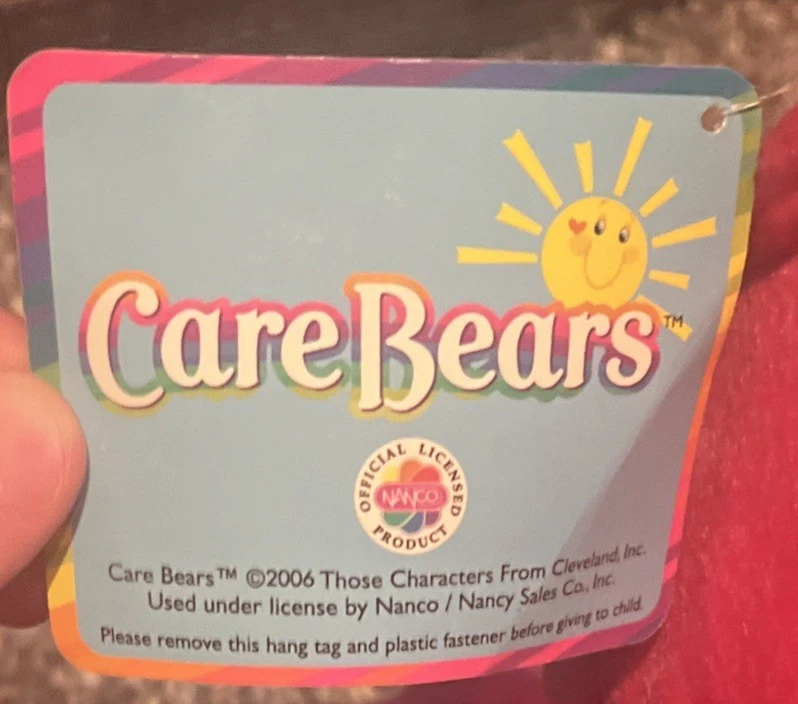 Care Bears™
OFFICIAL LICENSED
NANCO
PRODUCT
Care Bears™ ©2006 Those Characters From Cleveland, Inc.
Used under license by Nanco / Nancy Sales Co., Inc.
Please remove this hang tag and plastic fastener before giving to child.